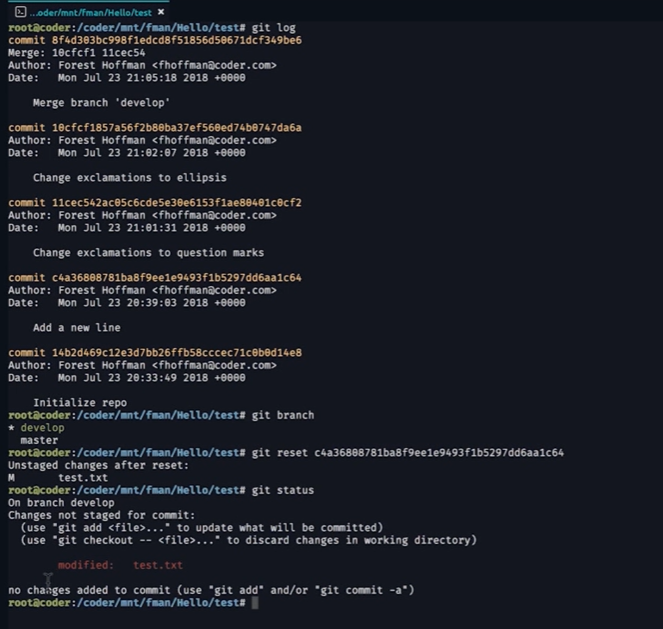 ...oder/mnt/fman/Hello/test ×
root@coder:/coder/mnt/fman/Hello/test# git log
commit 8f4d303bc998f1edcd8f51856d50671dcf349be6
Merge: 10cfcf1 11cec54
Author: Forest Hoffman <fhoffman@coder.com>
Date:   Mon Jul 23 21:05:18 2018 +0000
Merge branch 'develop'
commit 10cfcf1857a56f2b80ba37ef560ed74b0747da6a
Author: Forest Hoffman <fhoffman@coder.com>
Date:   Mon Jul 23 21:02:07 2018 +0000
Change exclamations to ellipsis
commit 11cec542ac05c6cde5e30e6153f1ae80401c0cf2
Author: Forest Hoffman <fhoffman@coder.com>
Date:   Mon Jul 23 21:01:31 2018 +0000
Change exclamations to question marks
commit c4a36808781ba8f9ee1e9493f1b5297dd6aa1c64
Author: Forest Hoffman <fhoffman@coder.com>
Date:   Mon Jul 23 20:39:03 2018 +0000
Add a new line
commit 14b2d469c12e3d7bb26ffb58cccec71c0b0d14e8
Author: Forest Hoffman <fhoffman@coder.com>
Date:   Mon Jul 23 20:33:49 2018 +0000
Initialize repo
root@coder:/coder/mnt/fman/Hello/test# git branch
* develop
master
root@coder:/coder/mnt/fman/Hello/test# git reset c4a36808781ba8f9ee1e9493f1b5297dd6aa1c64
Unstaged changes after reset:
M       test.txt
root@coder:/coder/mnt/fman/Hello/test# git status
On branch develop
Changes not staged for commit:
(use "git add <file>..." to update what will be committed)
(use "git checkout -- <file>..." to discard changes in working directory)
modified:   test.txt
no changes added to commit (use "git add" and/or "git commit -a")
root@coder:/coder/mnt/fman/Hello/test#